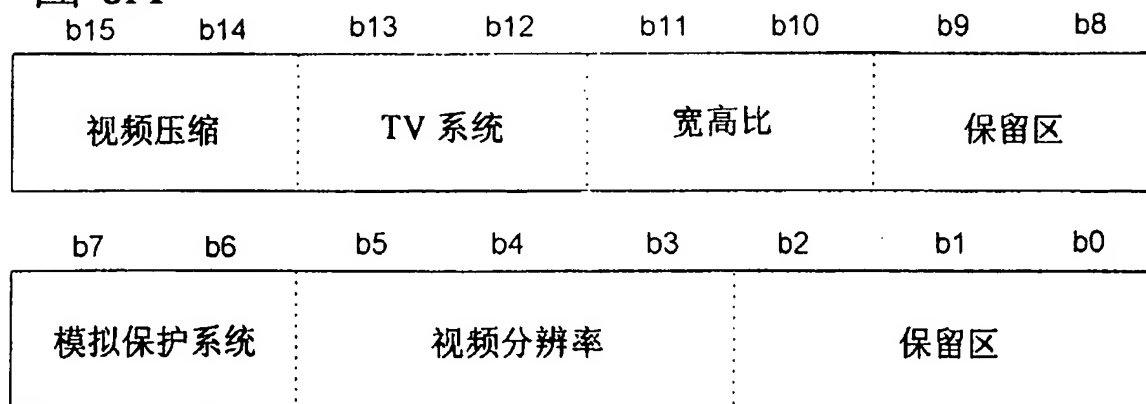 b15 b14 b13 b12 b11 b10 b9 b8
视频压缩 TV 系统 宽高比 保留区
b7 b6 b5 b4 b3 b2 b1 b0
模拟保护系统 视频分辨率 保留区